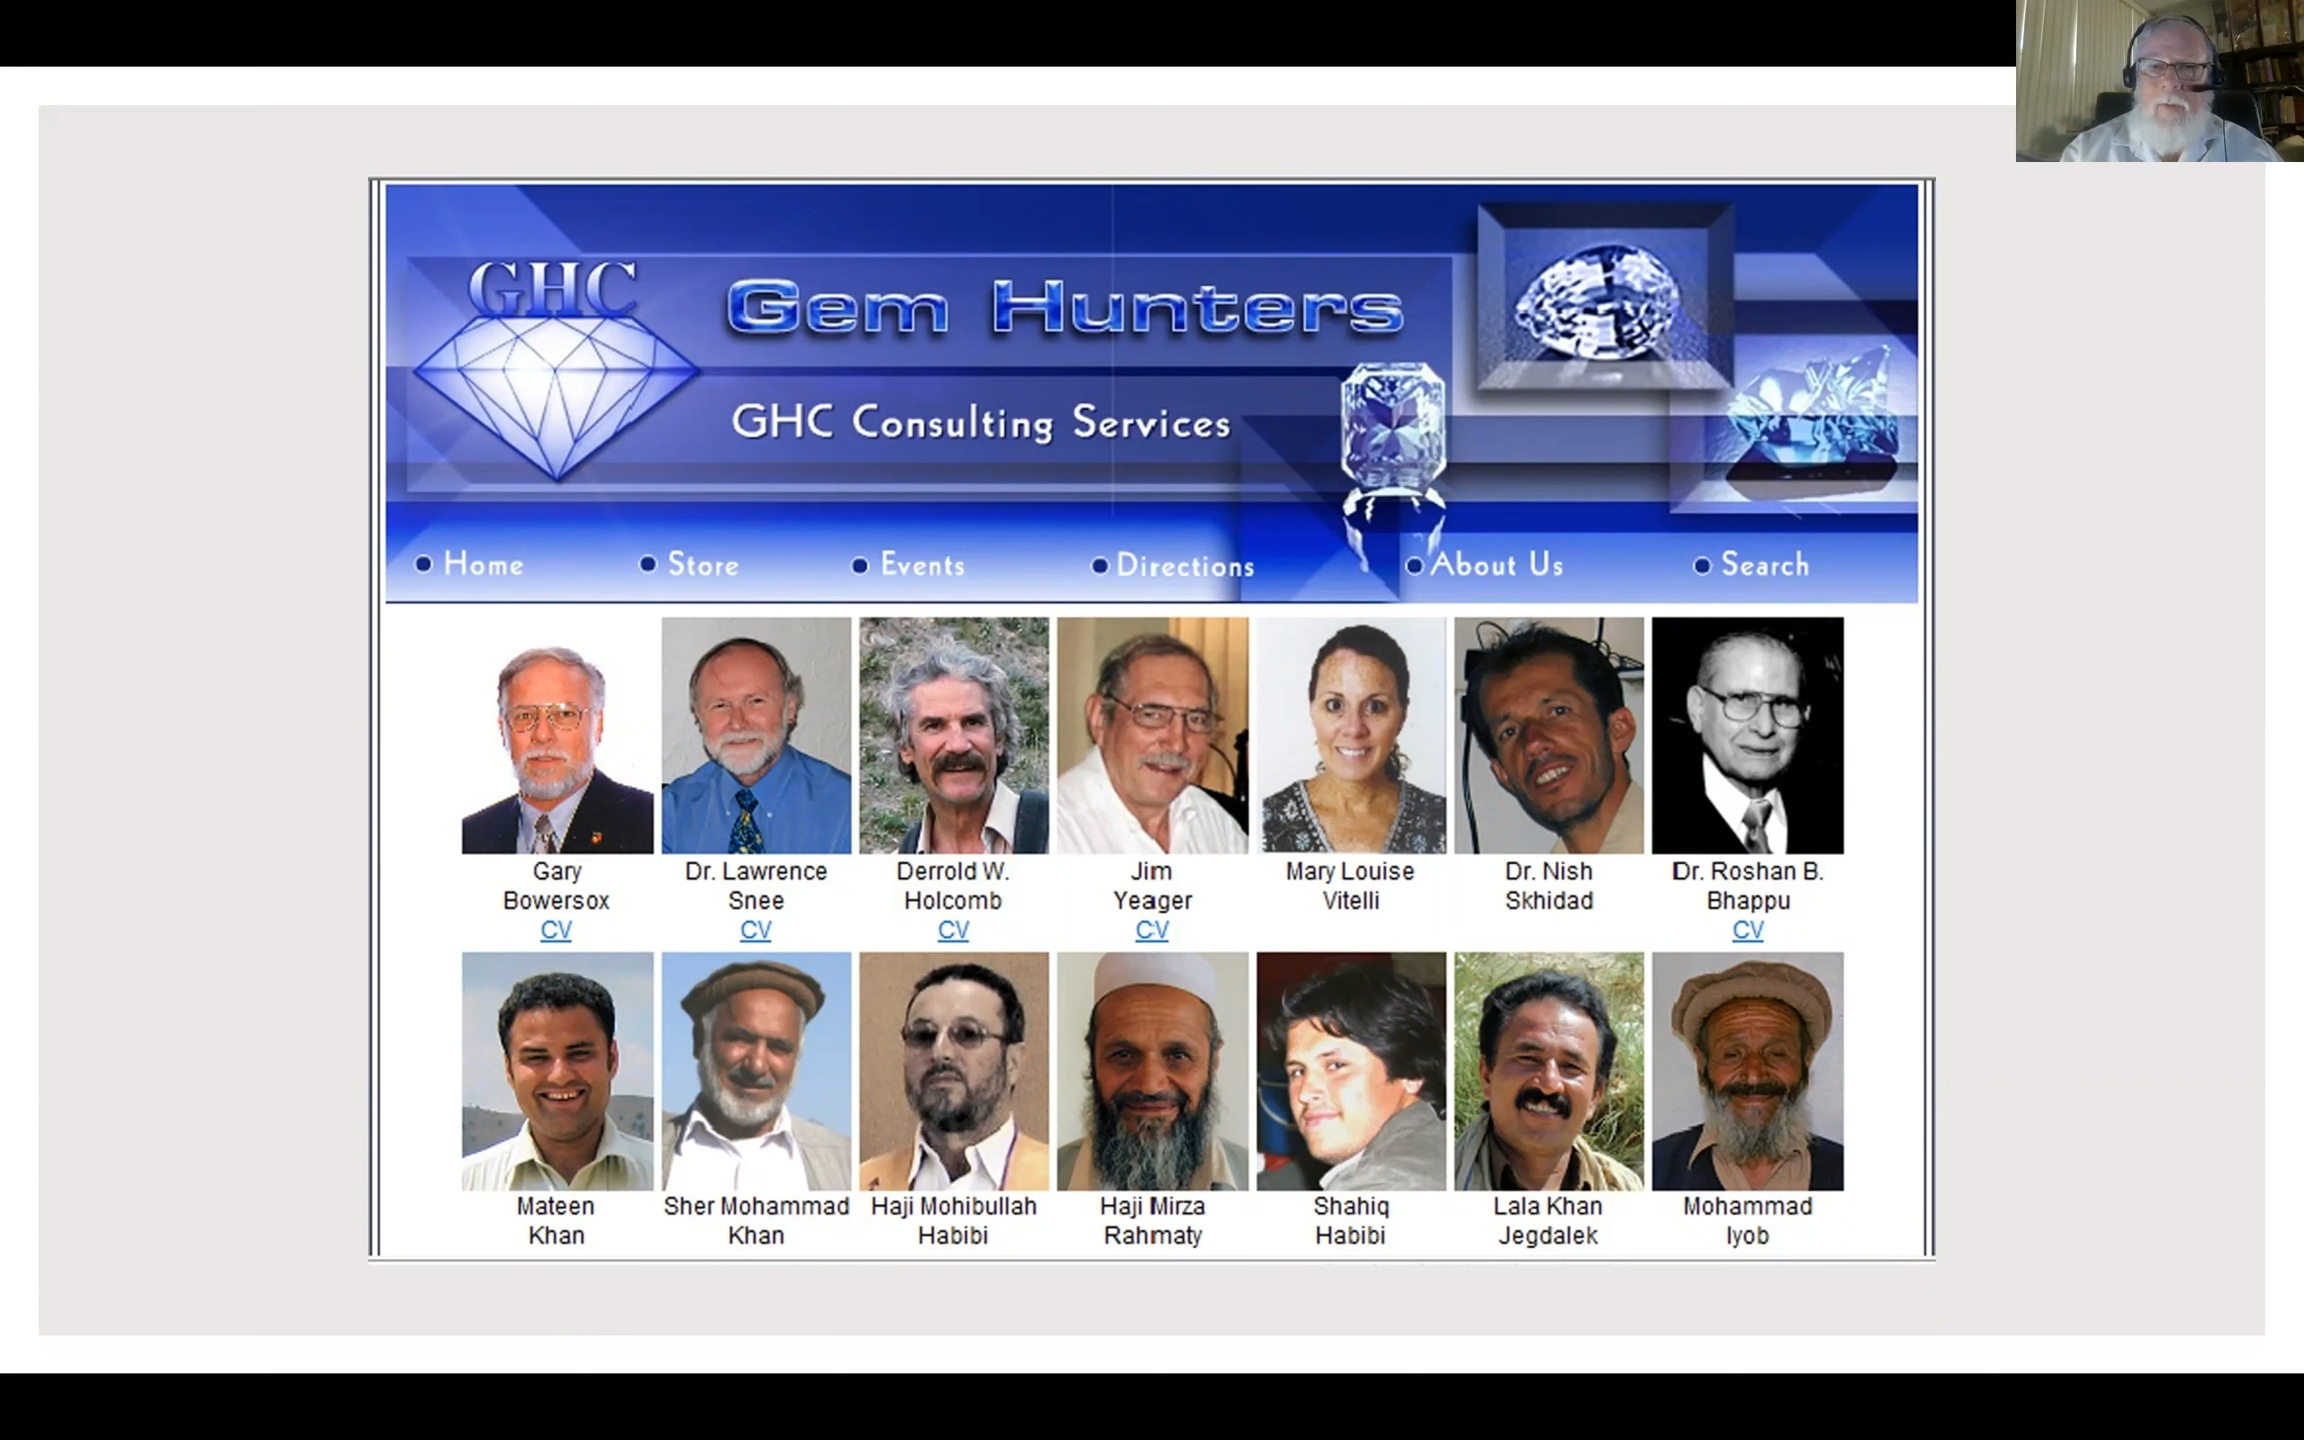 GHC
Gem Hunters
GHC Consulting Services
Home Store Events Directions About Us Search
Gary Bowersox CV
Dr. Lawrence Snee CV
Derrold W. Holcomb CV
Jim Yeager CV
Mary Louise Vitelli
Dr. Nish Skhidad
Dr. Roshan B. Bhappu CV
Mateen Khan
Sher Mohammad Khan
Haji Mohibullah Habibi
Haji Mirza Rahmaty
Shahiq Habibi
Lala Khan Jegdalek
Mohammad Iyob